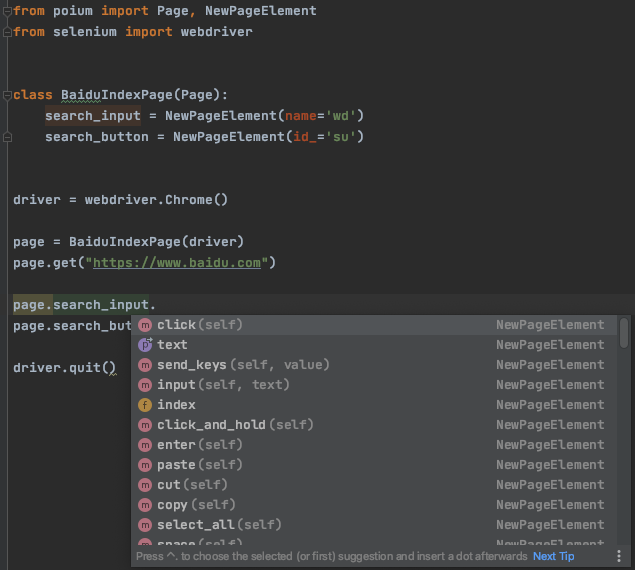 from poium import Page, NewPageElement
from selenium import webdriver
class BaiduIndexPage(Page):
search_input = NewPageElement(name='wd')
search_button = NewPageElement(id_='su')
driver = webdriver.Chrome()
page = BaiduIndexPage(driver)
page.get("https://www.baidu.com")
page.search_input.
page.search_but
m click(self) NewPageElement
p text NewPageElement
m send_keys(self, value) NewPageElement
m input(self, text) NewPageElement
f index NewPageElement
m click_and_hold(self) NewPageElement
m enter(self) NewPageElement
m paste(self) NewPageElement
m cut(self) NewPageElement
m copy(self) NewPageElement
m select_all(self) NewPageElement
m space(self) NewPageElement
Press ^. to choose the selected (or first) suggestion and insert a dot afterwards Next Tip
driver.quit()